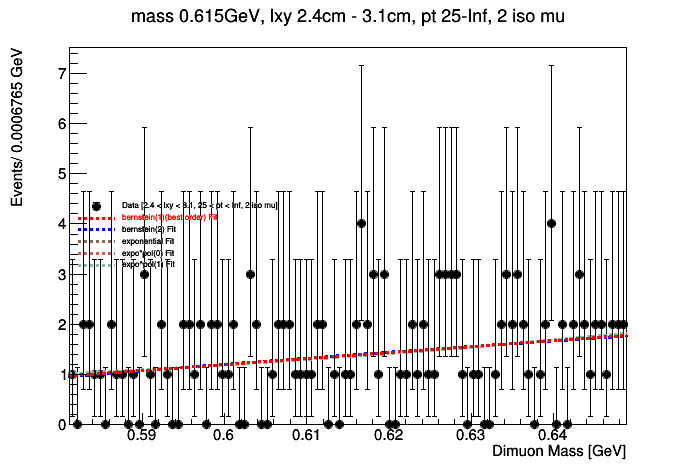 mass 0.615GeV, lxy 2.4cm - 3.1cm, pt 25-Inf, 2 iso mu
Events/ 0.0006765 GeV
7
6
5
4
3
2
1
0
Data [2.4 < lxy < 3.1, 25 < pt < Inf, 2 iso mu]
bernstein(1)(best order) Fit
bernstein(2) Fit
exponential Fit
expo*pol(0) Fit
expo*pol(1) Fit
0.59 0.6 0.61 0.62 0.63 0.64
Dimuon Mass [GeV]